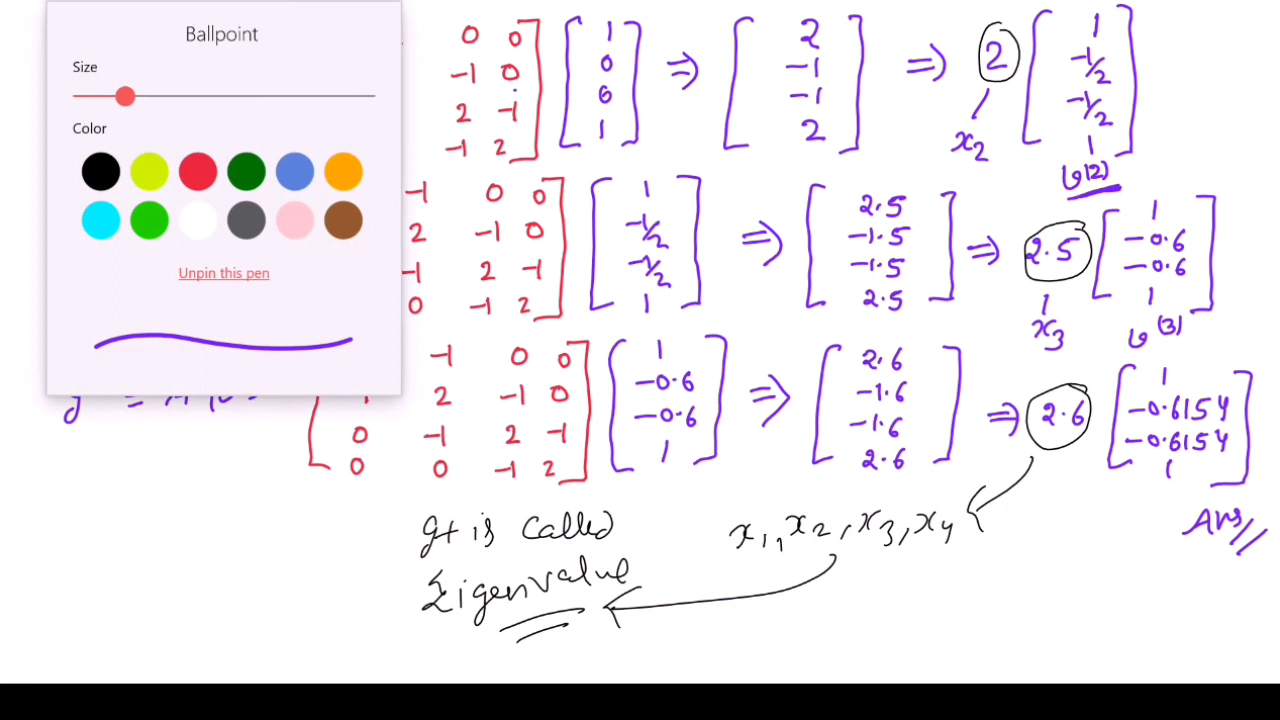 Ballpoint
Size
Color
Unpin this pen
0 0 1 2 1
-1 0 0 ⇒ -1 ⇒ 2 -1/2
2 -1 0 -1 -1/2
-1 2 1 2 x2 1
v(2)
-1 0 0 1 2.5 1
2 -1 0 -1/2 ⇒ -1.5 ⇒ 2.5 -0.6
-1 2 -1 -1/2 -1.5 -0.6
0 -1 2 1 2.5 x3 1
v(3)
-1 0 0 1 2.6 1
2 -1 0 -0.6 ⇒ -1.6 ⇒ 2.6 -0.6154
0 -1 2 -1 -0.6 -1.6 -0.6154
0 0 -1 2 1 2.6 1
It is called x1, x2, x3, x4 Ans//
Eigenvalue